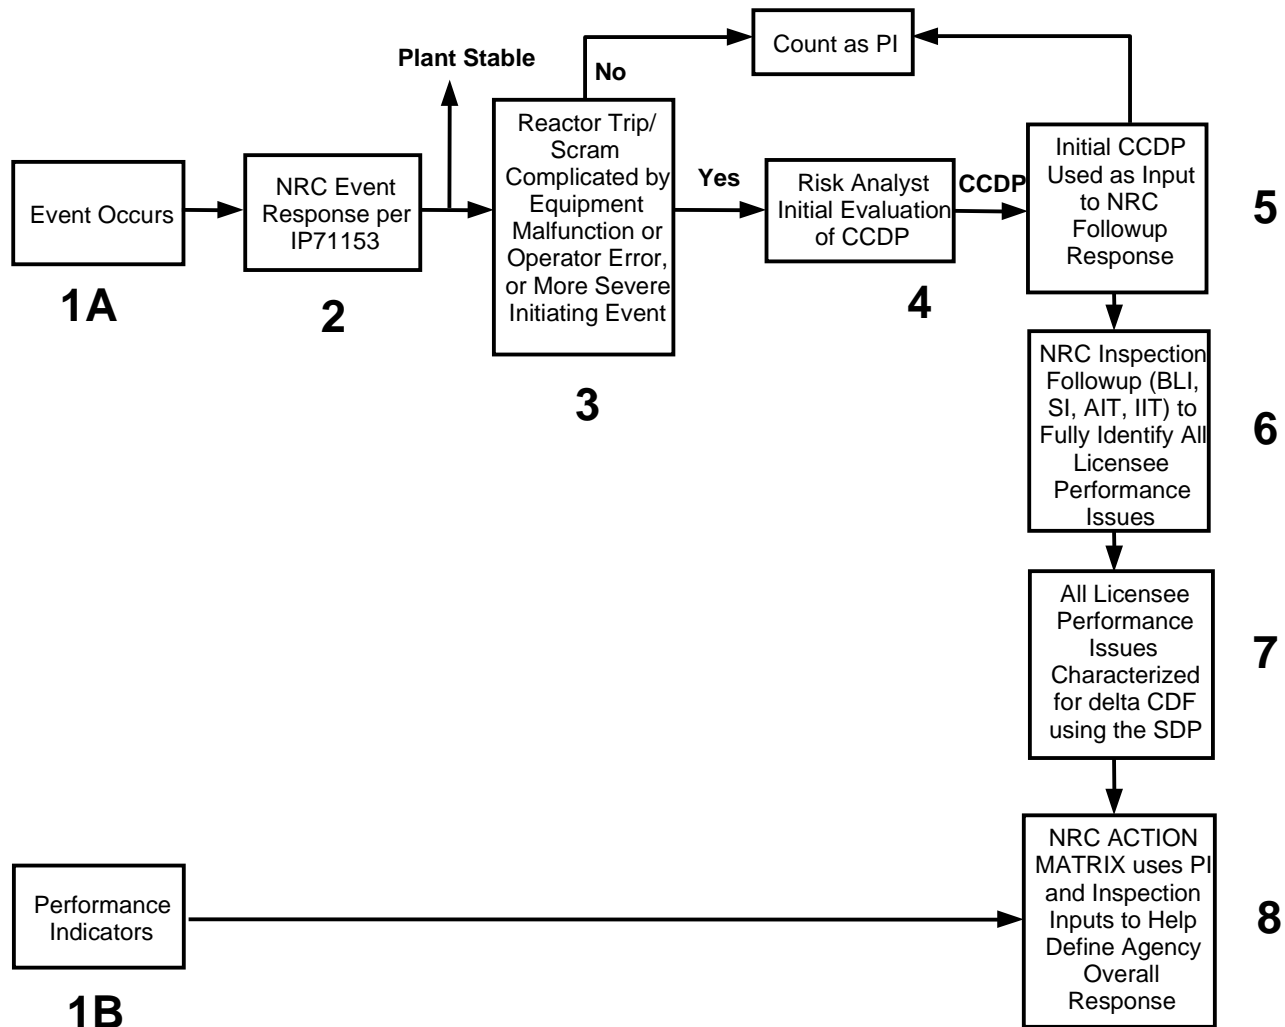 Count as PI
Plant Stable
No
Reactor Trip/
Scram
Complicated by
Equipment
Malfunction or
Operator Error,
or More Severe
Initiating Event
3
Event Occurs
1A
NRC Event
Response per
IP71153
2
Yes
Risk Analyst
Initial Evaluation
of CCDP
4
CCDP
Initial CCDP
Used as Input
to NRC
Followup
Response
5
NRC Inspection
Followup (BLI,
SI, AIT, IIT) to
Fully Identify All
Licensee
Performance
Issues
6
All Licensee
Performance
Issues
Characterized
for delta CDF
using the SDP
7
Performance
Indicators
1B
NRC ACTION
MATRIX uses PI
and Inspection
Inputs to Help
Define Agency
Overall
Response
8